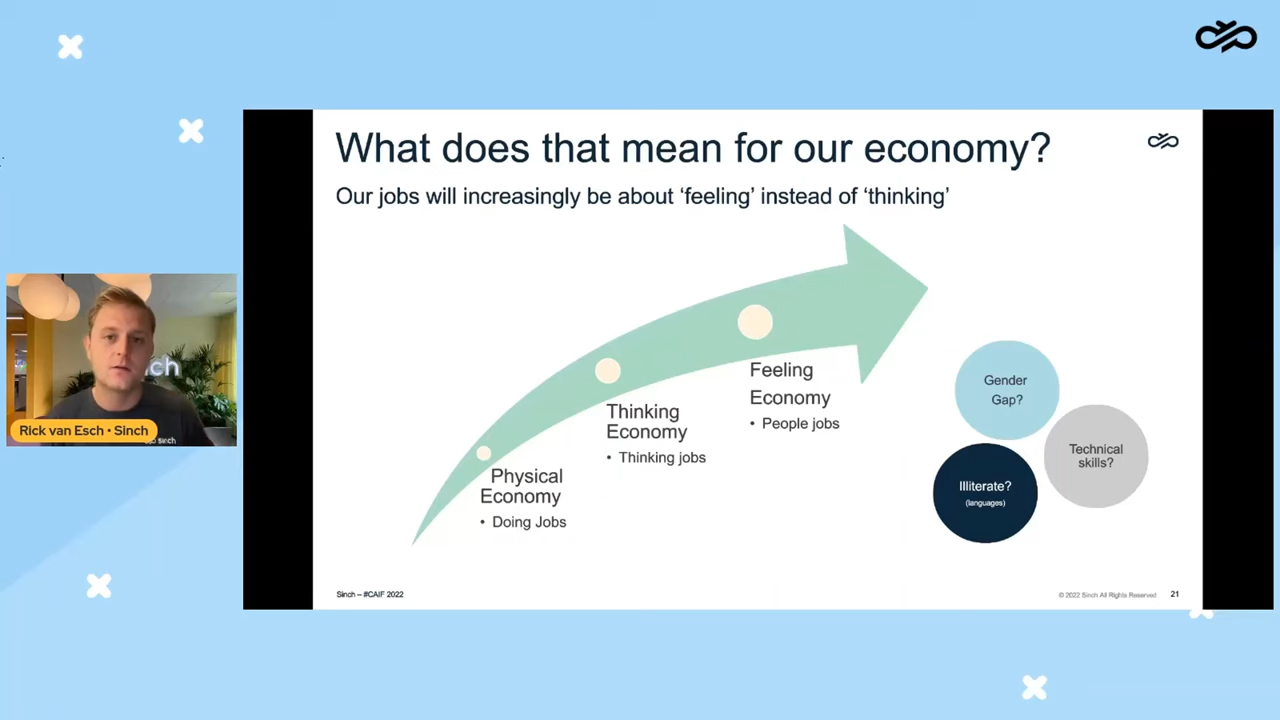 What does that mean for our economy?
Our jobs will increasingly be about ‘feeling’ instead of ‘thinking’
Physical
Economy
• Doing Jobs
Thinking
Economy
• Thinking jobs
Feeling
Economy
• People jobs
Gender
Gap?
Technical
skills?
Illiterate?
(languages)
Sinch – #CAIF 2022
© 2022 Sinch All Rights Reserved
21
nch
Rick van Esch • Sinch
sinch